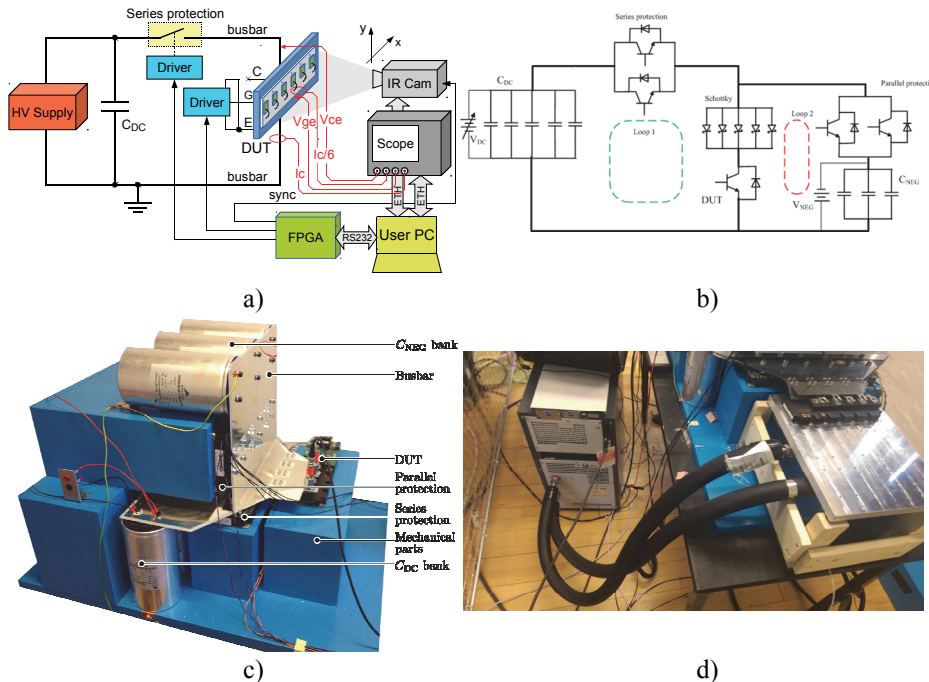 Series protection
busbar
Driver
HV Supply
C_DC
Driver
C
G
E
DUT
Vge
Vce
Ic/6
Ic
y
x
IR Cam
Scope
ETH
ETH
busbar
sync
FPGA
RS232
User PC
a)
Series protection
C_DC
V_DC
Loop 1
Schottky
Parallel protecti
Loop 2
DUT
V_NEG
C_NEG
b)
C_NEG bank
Busbar
DUT
Parallel
protection
Series
protection
Mechanical
parts
C_DC bank
c)
d)